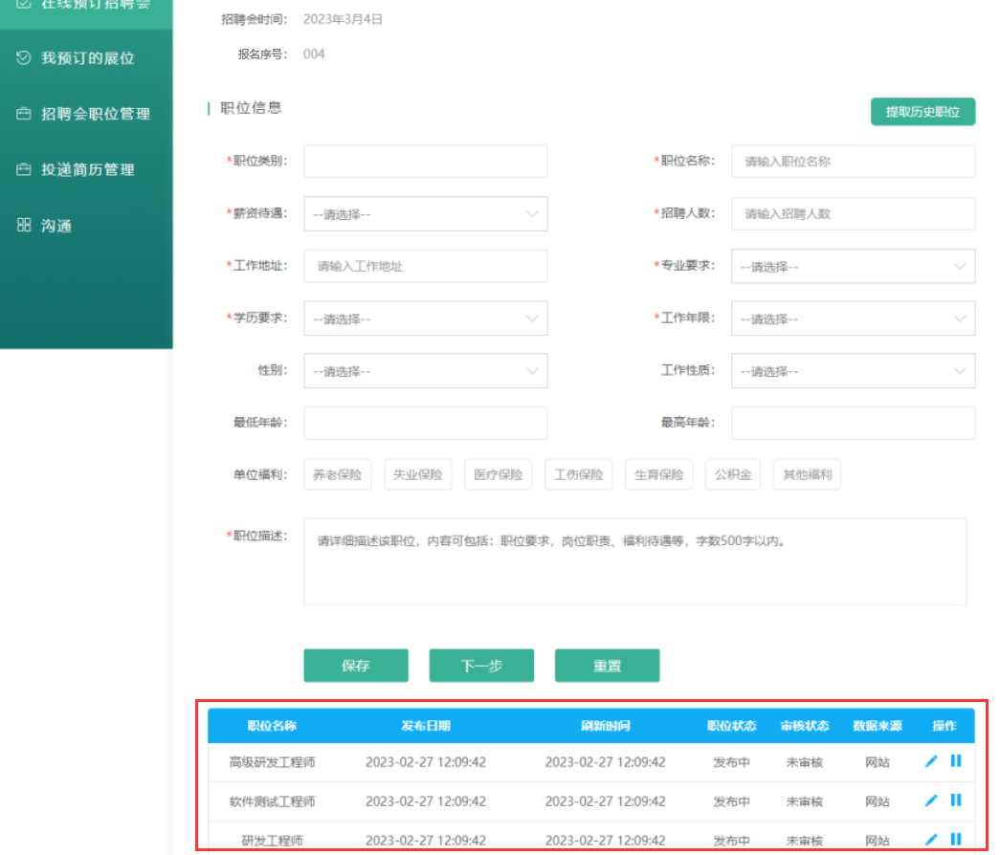 在线预订招聘会
我预订的展位
招聘会职位管理
投递简历管理
沟通
招聘会时间： 2023年3月4日
报名序号： 004
职位信息
提取历史职位
*职位类别：
*职位名称： 请输入职位名称
*薪资待遇： --请选择--
*招聘人数： 请输入招聘人数
*工作地址： 请输入工作地址
*专业要求： --请选择--
*学历要求： --请选择--
*工作年限： --请选择--
性别： --请选择--
工作性质： --请选择--
最低年龄：
最高年龄：
单位福利： 养老保险 失业保险 医疗保险 工伤保险 生育保险 公积金 其他福利
*职位描述： 请详细描述该职位，内容可包括：职位要求，岗位职责、福利待遇等，字数500字以内。
保存 下一步 重置
职位名称 发布日期 刷新时间 职位状态 审核状态 数据来源 操作
高级研发工程师 2023-02-27 12:09:42 2023-02-27 12:09:42 发布中 未审核 网站
软件测试工程师 2023-02-27 12:09:42 2023-02-27 12:09:42 发布中 未审核 网站
研发工程师 2023-02-27 12:09:42 2023-02-27 12:09:42 发布中 未审核 网站